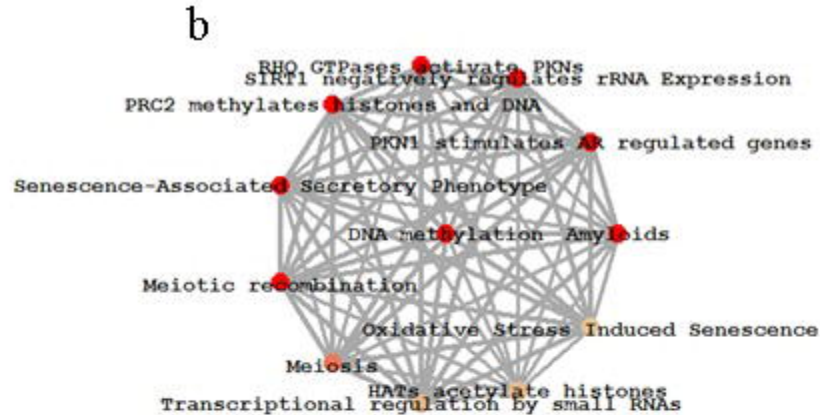 b
RHO GTPases activate PKNs
SIRT1 negatively regulates rRNA Expression
PRC2 methylates histones and DNA
PKN1 stimulates AR regulated genes
Senescence-Associated Secretory Phenotype
DNA methylation
Amyloids
Meiotic recombination
Oxidative Stress Induced Senescence
Meiosis
HATs acetylate histones
Transcriptional regulation by small RNAs